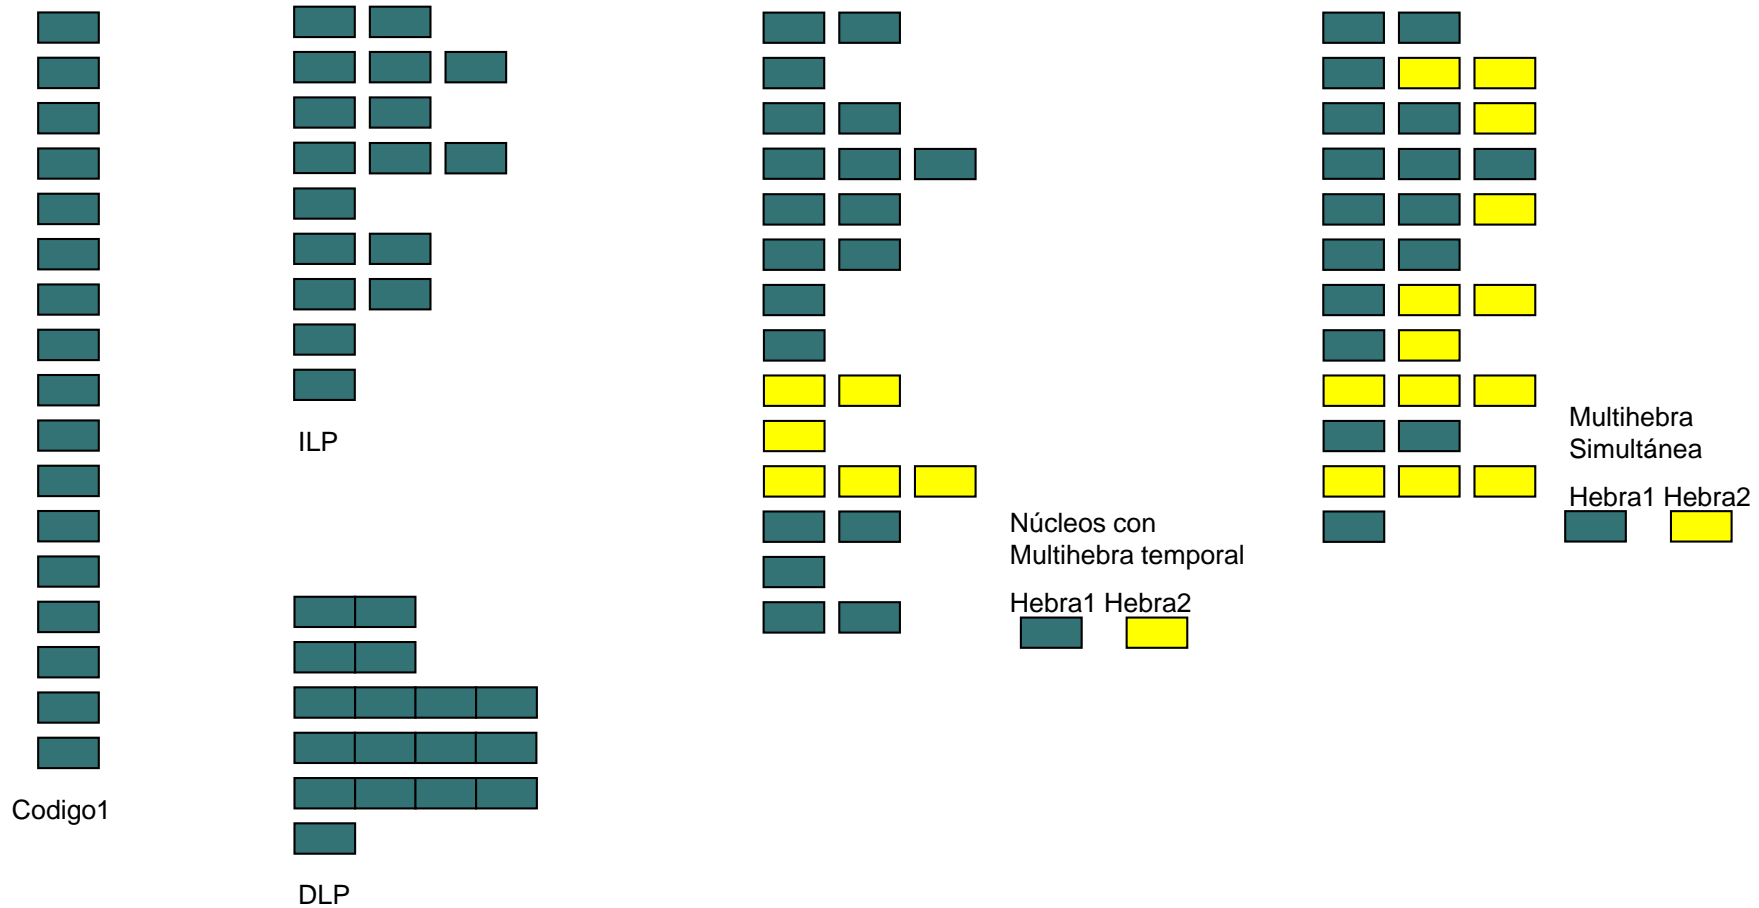 Codigo1
ILP
DLP
Núcleos con
Multihebra temporal
Hebra1 Hebra2
Multihebra
Simultánea
Hebra1 Hebra2